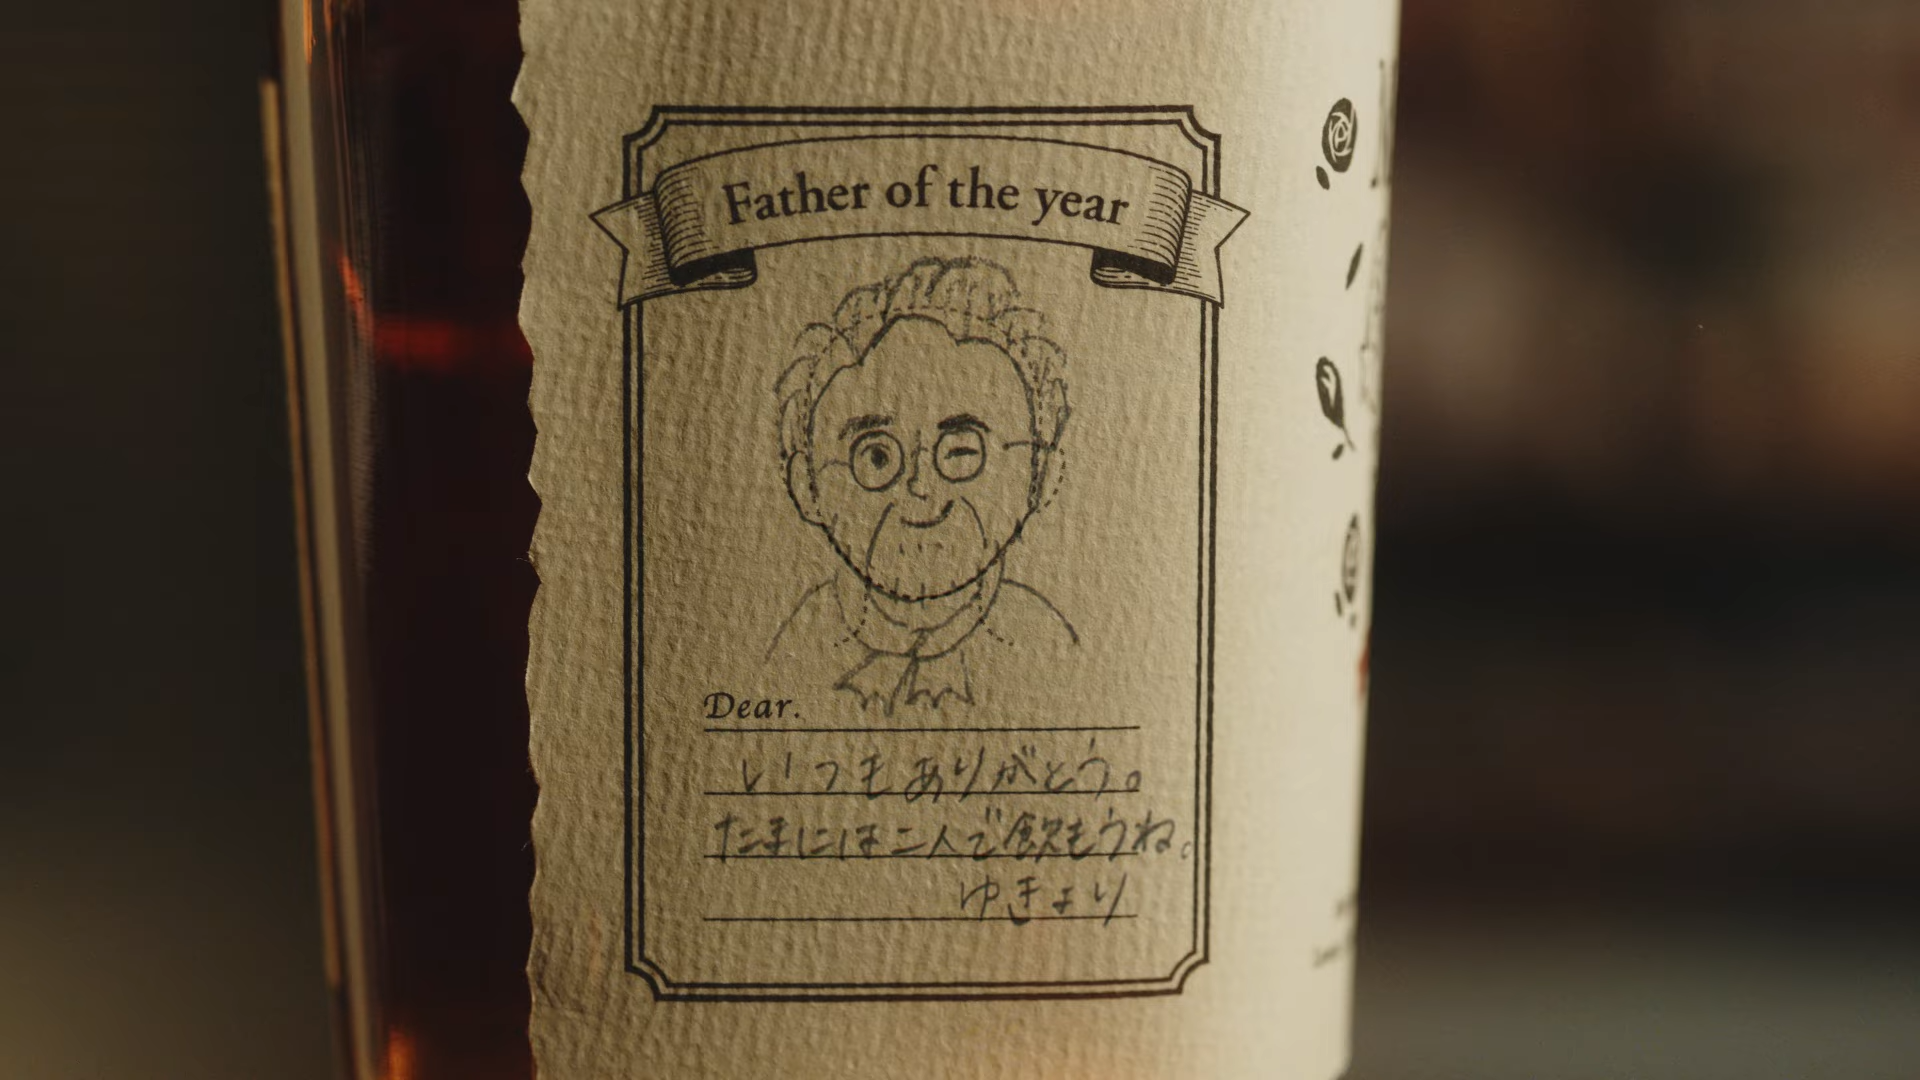 Father of the year
Dear.
いつもありがとう。
たまには二人で飲もうね。
ゆきより